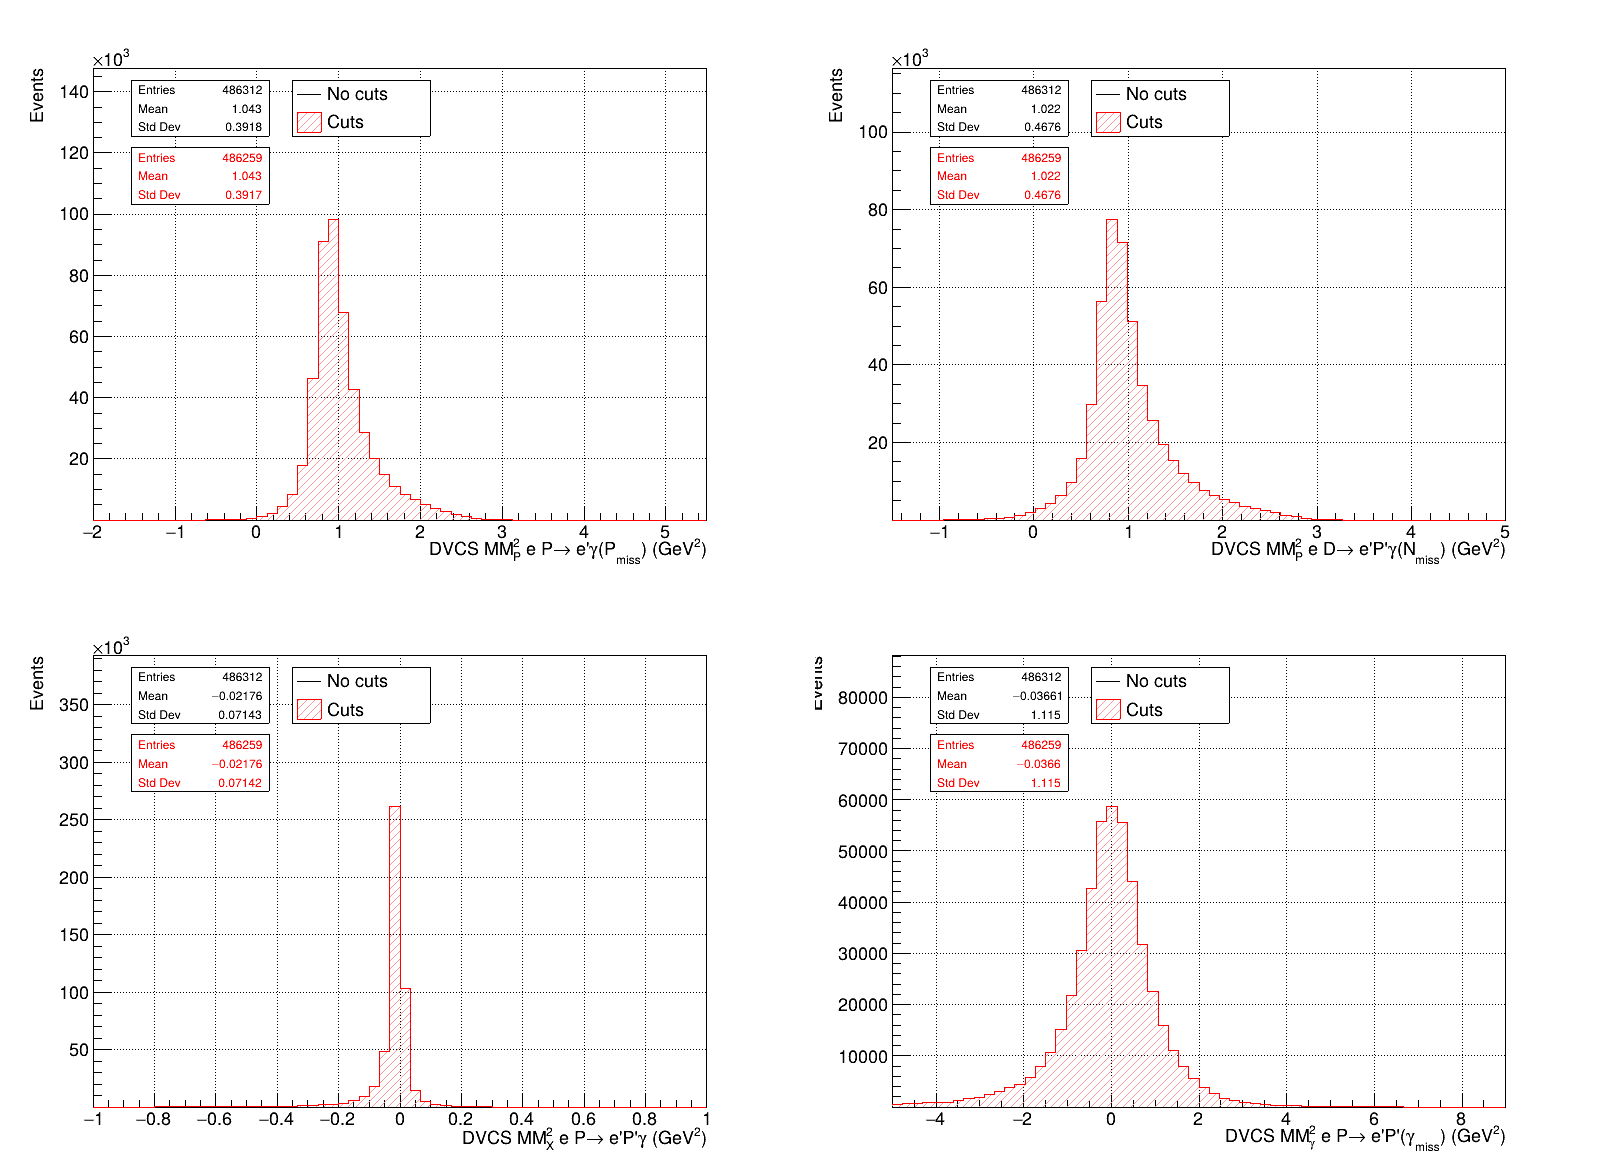 ×10³
Events
140
120
100
80
60
40
20
−2 −1 0 1 2 3 4 5
DVCS MM²_P e P→ e'γ(P_miss) (GeV²)
Entries 486312
Mean 1.043
Std Dev 0.3918
Entries 486259
Mean 1.043
Std Dev 0.3917
No cuts
Cuts
×10³
Events
100
80
60
40
20
−1 0 1 2 3 4 5
DVCS MM²_P e D→ e'P'γ(N_miss) (GeV²)
Entries 486312
Mean 1.022
Std Dev 0.4676
Entries 486259
Mean 1.022
Std Dev 0.4676
No cuts
Cuts
×10³
Events
350
300
250
200
150
100
50
−1 −0.8 −0.6 −0.4 −0.2 0 0.2 0.4 0.6 0.8 1
DVCS MM²_X e P→ e'P'γ (GeV²)
Entries 486312
Mean −0.02176
Std Dev 0.07143
Entries 486259
Mean −0.02176
Std Dev 0.07142
No cuts
Cuts
Events
80000
70000
60000
50000
40000
30000
20000
10000
−4 −2 0 2 4 6 8
DVCS MM²_γ e P→ e'P'(γ_miss) (GeV²)
Entries 486312
Mean −0.03661
Std Dev 1.115
Entries 486259
Mean −0.0366
Std Dev 1.115
No cuts
Cuts